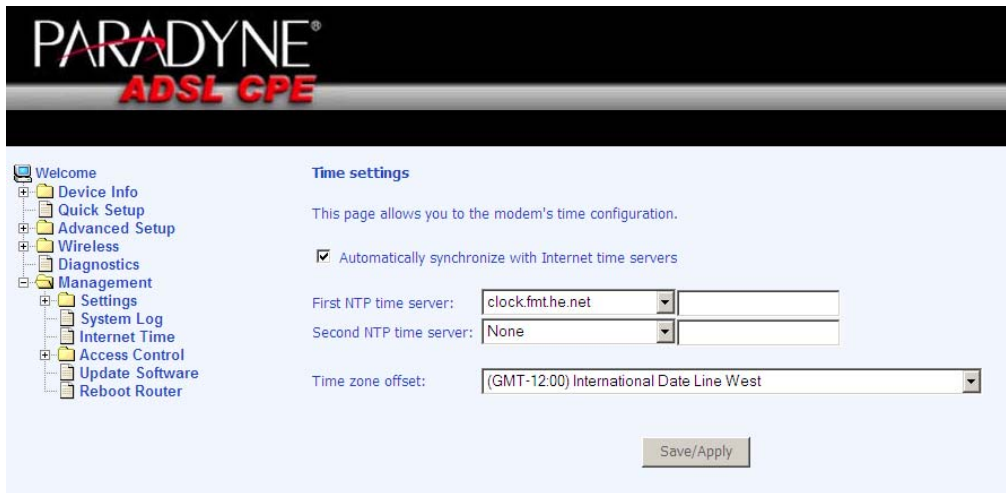 PARADYNE®
ADSL CPE
Welcome
Device Info
Quick Setup
Advanced Setup
Wireless
Diagnostics
Management
Settings
System Log
Internet Time
Access Control
Update Software
Reboot Router
Time settings
This page allows you to the modem's time configuration.
Automatically synchronize with Internet time servers
First NTP time server: clock.fmt.he.net
Second NTP time server: None
Time zone offset: (GMT-12:00) International Date Line West
Save/Apply